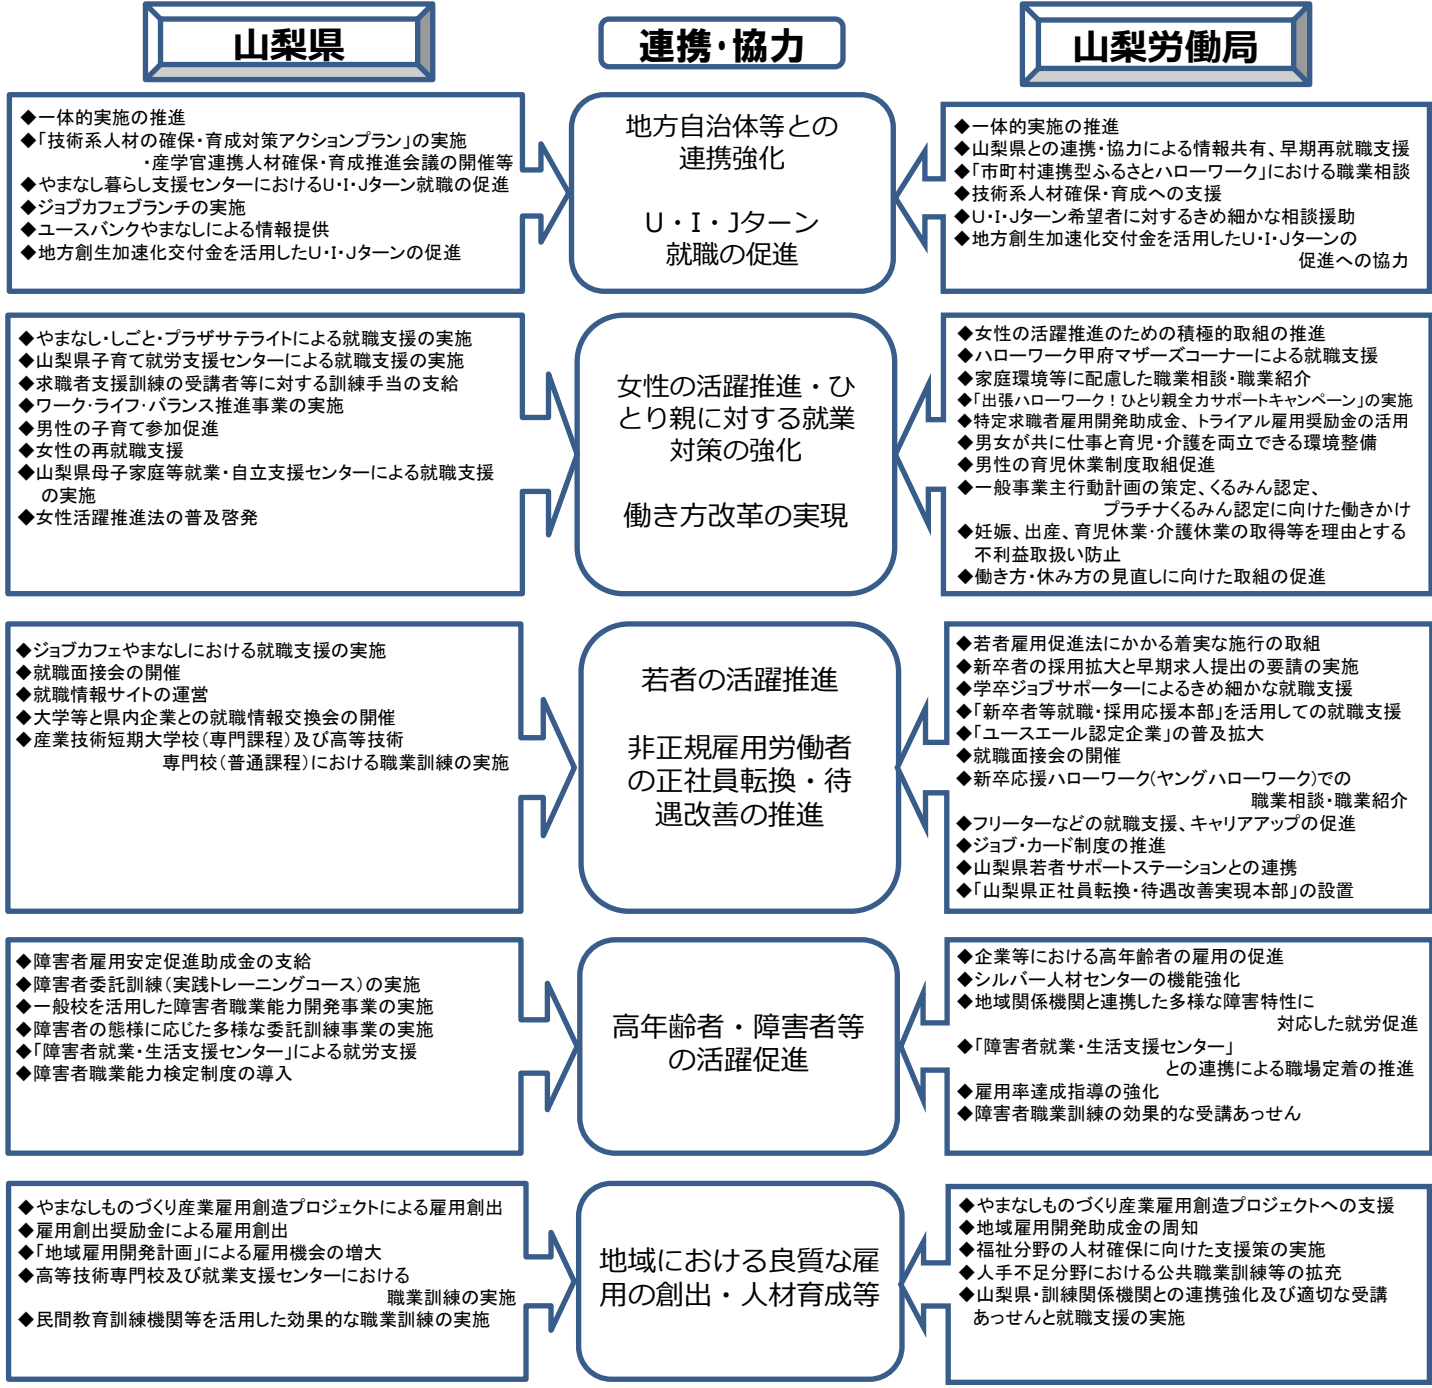 山梨県
連携・協力
山梨労働局
◆一体的実施の推進
◆「技術系人材の確保・育成対策アクションプラン」の実施
・産学官連携人材確保・育成推進会議の開催等
◆やまなし暮らし支援センターにおけるU・I・Jターン就職の促進
◆ジョブカフェブランチの実施
◆ユースバンクやまなしによる情報提供
◆地方創生加速化交付金を活用したU・I・Jターンの促進
地方自治体等との
連携強化
U・I・Jターン
就職の促進
◆一体的実施の推進
◆山梨県との連携・協力による情報共有、早期再就職支援
◆「市町村連携型ふるさとハローワーク」における職業相談
◆技術系人材確保・育成への支援
◆U・I・Jターン希望者に対するきめ細かな相談援助
◆地方創生加速化交付金を活用したU・I・Jターンの
促進への協力
◆やまなし・しごと・プラザサテライトによる就職支援の実施
◆山梨県子育て就労支援センターによる就職支援の実施
◆求職者支援訓練の受講者等に対する訓練手当の支給
◆ワーク・ライフ・バランス推進事業の実施
◆男性の子育て参加促進
◆女性の再就職支援
◆山梨県母子家庭等就業・自立支援センターによる就職支援
の実施
◆女性活躍推進法の普及啓発
女性の活躍推進・ひ
とり親に対する就業
対策の強化
働き方改革の実現
◆女性の活躍推進のための積極的取組の推進
◆ハローワーク甲府マザーズコーナーによる就職支援
◆家庭環境等に配慮した職業相談・職業紹介
◆「出張ハローワーク！ひとり親全力サポートキャンペーン」の実施
◆特定求職者雇用開発助成金、トライアル雇用奨励金の活用
◆男女が共に仕事と育児・介護を両立できる環境整備
◆男性の育児休業制度取組促進
◆一般事業主行動計画の策定、くるみん認定、
プラチナくるみん認定に向けた働きかけ
◆妊娠、出産、育児休業・介護休業の取得等を理由とする
不利益取扱い防止
◆働き方・休み方の見直しに向けた取組の促進
◆ジョブカフェやまなしにおける就職支援の実施
◆就職面接会の開催
◆就職情報サイトの運営
◆大学等と県内企業との就職情報交換会の開催
◆産業技術短期大学校（専門課程）及び高等技術
専門校（普通課程）における職業訓練の実施
若者の活躍推進
非正規雇用労働者
の正社員転換・待
遇改善の推進
◆若者雇用促進法にかかる着実な施行の取組
◆新卒者の採用拡大と早期求人提出の要請の実施
◆学卒ジョブサポーターによるきめ細かな就職支援
◆「新卒者等就職・採用応援本部」を活用しての就職支援
◆「ユースエール認定企業」の普及拡大
◆就職面接会の開催
◆新卒応援ハローワーク（ヤングハローワーク）での
職業相談・職業紹介
◆フリーターなどの就職支援、キャリアアップの促進
◆ジョブ・カード制度の推進
◆山梨県若者サポートステーションとの連携
◆「山梨県正社員転換・待遇改善実現本部」の設置
◆障害者雇用安定促進助成金の支給
◆障害者委託訓練（実践トレーニングコース）の実施
◆一般校を活用した障害者職業能力開発事業の実施
◆障害者の態様に応じた多様な委託訓練事業の実施
◆「障害者就業・生活支援センター」による就労支援
◆障害者職業能力検定制度の導入
高年齢者・障害者等
の活躍促進
◆企業等における高年齢者の雇用の促進
◆シルバー人材センターの機能強化
◆地域関係機関と連携した多様な障害特性に
対応した就労促進
◆「障害者就業・生活支援センター」
との連携による職場定着の推進
◆雇用率達成指導の強化
◆障害者職業訓練の効果的な受講あっせん
◆やまなしものづくり産業雇用創造プロジェクトによる雇用創出
◆雇用創出奨励金による雇用創出
◆「地域雇用開発計画」による雇用機会の増大
◆高等技術専門校及び就業支援センターにおける
職業訓練の実施
◆民間教育訓練機関等を活用した効果的な職業訓練の実施
地域における良質な雇
用の創出・人材育成等
◆やまなしものづくり産業雇用創造プロジェクトへの支援
◆地域雇用開発助成金の周知
◆福祉分野の人材確保に向けた支援策の実施
◆人手不足分野における公共職業訓練等の拡充
◆山梨県・訓練関係機関との連携強化及び適切な受講
あっせんと就職支援の実施